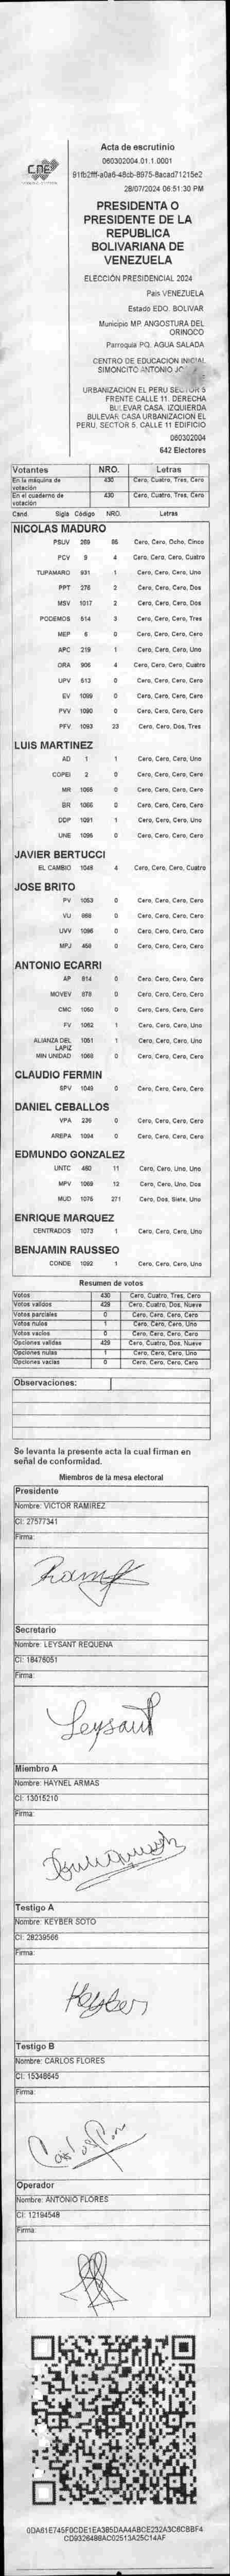 CNE
Acta de escrutinio
060302004.01.1.0001
91fb2fff-a0a6-48cb-8975-8acad71215e2
28/07/2024 06:51:30 PM
PRESIDENTA O
PRESIDENTE DE LA
REPUBLICA
BOLIVARIANA DE
VENEZUELA
ELECCIÓN PRESIDENCIAL 2024
País VENEZUELA
Estado EDO. BOLIVAR
Municipio MP. ANGOSTURA DEL
ORINOCO
Parroquia PQ. AGUA SALADA
CENTRO DE EDUCACION INICIAL
SIMONCITO ANTONIO
URBANIZACION EL PERU SECTOR 5
FRENTE CALLE 11. DERECHA
BULEVAR CASA. IZQUIERDA
BULEVAR CASA URBANIZACION EL
PERU, SECTOR 5. CALLE 11 EDIFICIO
060302004
642 Electores
Votantes NRO. Letras
En la máquina de votación 430 Cero, Cuatro, Tres, Cero
En el cuaderno de votación 430 Cero, Cuatro, Tres, Cero
Cand. Sigla Código NRO. Letras
NICOLAS MADURO
PSUV 269 85 Cero, Cero, Ocho, Cinco
PCV 9 4 Cero, Cero, Cero, Cuatro
TUPAMARO 931 1 Cero, Cero, Cero, Uno
PPT 276 2 Cero, Cero, Cero, Dos
MSV 1017 2 Cero, Cero, Cero, Dos
PODEMOS 514 3 Cero, Cero, Cero, Tres
MEP 6 0 Cero, Cero, Cero, Cero
APC 219 1 Cero, Cero, Cero, Uno
ORA 906 4 Cero, Cero, Cero, Cuatro
UPV 613 0 Cero, Cero, Cero, Cero
EV 1099 0 Cero, Cero, Cero, Cero
PVV 1090 0 Cero, Cero, Cero, Cero
PFV 1093 23 Cero, Cero, Dos, Tres
LUIS MARTINEZ
AD 1 1 Cero, Cero, Cero, Uno
COPEI 2 0 Cero, Cero, Cero, Cero
MR 1065 0 Cero, Cero, Cero, Cero
BR 1066 0 Cero, Cero, Cero, Cero
DDP 1091 1 Cero, Cero, Cero, Uno
UNE 1096 0 Cero, Cero, Cero, Cero
JAVIER BERTUCCI
EL CAMBIO 1048 4 Cero, Cero, Cero, Cuatro
JOSE BRITO
PV 1053 0 Cero, Cero, Cero, Cero
VU 868 0 Cero, Cero, Cero, Cero
UVV 1098 0 Cero, Cero, Cero, Cero
MPJ 458 0 Cero, Cero, Cero, Cero
ANTONIO ECARRI
AP 814 0 Cero, Cero, Cero, Cero
MOVEV 878 0 Cero, Cero, Cero, Cero
CMC 1050 0 Cero, Cero, Cero, Cero
FV 1062 1 Cero, Cero, Cero, Uno
ALIANZA DEL LAPIZ 1051 1 Cero, Cero, Cero, Uno
MIN UNIDAD 1068 0 Cero, Cero, Cero, Cero
CLAUDIO FERMIN
SPV 1049 0 Cero, Cero, Cero, Cero
DANIEL CEBALLOS
VPA 236 0 Cero, Cero, Cero, Cero
AREPA 1094 0 Cero, Cero, Cero, Cero
EDMUNDO GONZALEZ
UNTC 460 11 Cero, Cero, Uno, Uno
MPV 1069 12 Cero, Cero, Uno, Dos
MUD 1075 271 Cero, Dos, Siete, Uno
ENRIQUE MARQUEZ
CENTRADOS 1073 1 Cero, Cero, Cero, Uno
BENJAMIN RAUSSEO
CONDE 1092 1 Cero, Cero, Cero, Uno
Resumen de votos
Votos 430 Cero, Cuatro, Tres, Cero
Votos validos 429 Cero, Cuatro, Dos, Nueve
Votos parciales 0 Cero, Cero, Cero, Cero
Votos nulos 1 Cero, Cero, Cero, Uno
Votos vacíos 0 Cero, Cero, Cero, Cero
Opciones validas 429 Cero, Cuatro, Dos, Nueve
Opciones nulas 1 Cero, Cero, Cero, Uno
Opciones vacías 0 Cero, Cero, Cero, Cero
Observaciones:
Se levanta la presente acta la cual firman en
señal de conformidad.
Miembros de la mesa electoral
Presidente
Nombre: VICTOR RAMIREZ
CI: 27577341
Firma:
Secretario
Nombre: LEYSANT REQUENA
CI: 18476051
Firma:
Leysant
Miembro A
Nombre: HAYNEL ARMAS
CI: 13015210
Firma:
Testigo A
Nombre: KEYBER SOTO
CI: 28239566
Firma:
Keyber
Testigo B
Nombre: CARLOS FLORES
CI: 15348645
Firma:
Operador
Nombre: ANTONIO FLORES
CI: 12194548
Firma:
0DA61E745F0CDE1EA3B5DAA4ABCE232A3C6CBBF4
CD9326488AC02513A25C14AF